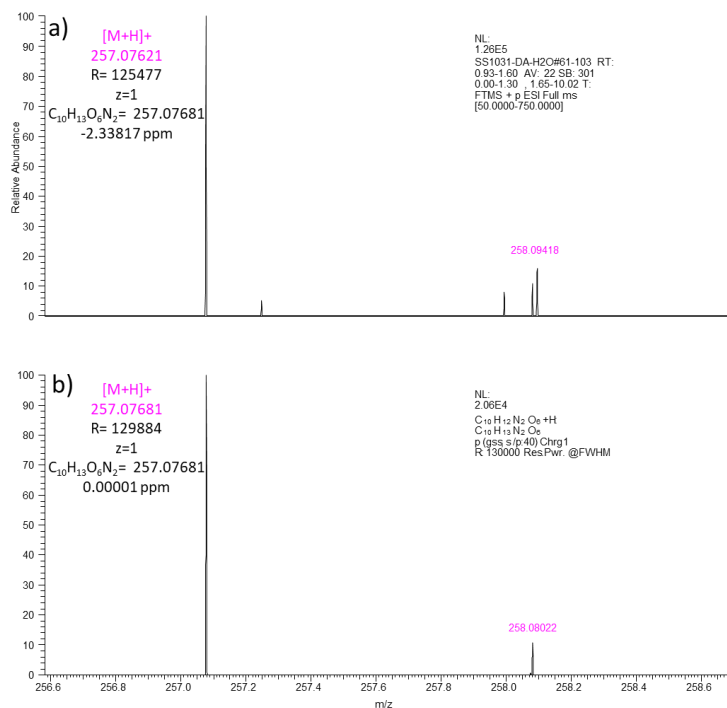 a)
[M+H]+
257.07621
R= 125477
z=1
C₁₀H₁₃O₆N₂= 257.07681
-2.33817 ppm
NL:
1.26E5
SS1031-DA-H2O#61-103 RT:
0.93-1.60 AV: 22 SB: 301
0.00-1.30 , 1.65-10.02 T:
FTMS + p ESI Full ms
[50.0000-750.0000]
258.09418
Relative Abundance
100
90
80
70
60
50
40
30
20
10
0
b)
[M+H]+
257.07681
R= 129884
z=1
C₁₀H₁₃O₆N₂= 257.07681
0.00001 ppm
NL:
2.06E4
C₁₀ H₁₂ N₂ O₆ +H
C₁₀ H₁₃ N₂ O₆
p (gss, s/p:40) Chrg1
R: 130000 Res.Pwr. @FWHM
258.08022
100
90
80
70
60
50
40
30
20
10
0
256.6 256.8 257.0 257.2 257.4 257.6 257.8 258.0 258.2 258.4 258.6
m/z